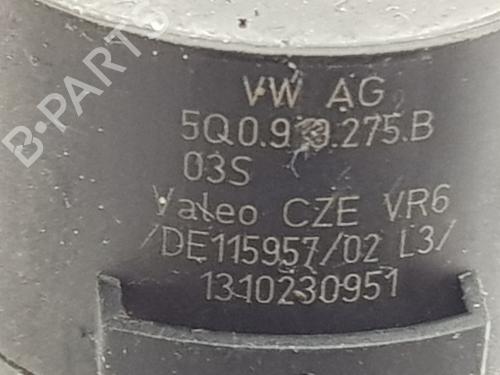 B-PARTS
VW AG
5Q0.919.275.B
03S
Valeo CZE VR6
/DE115957/02 L3/
1310230951